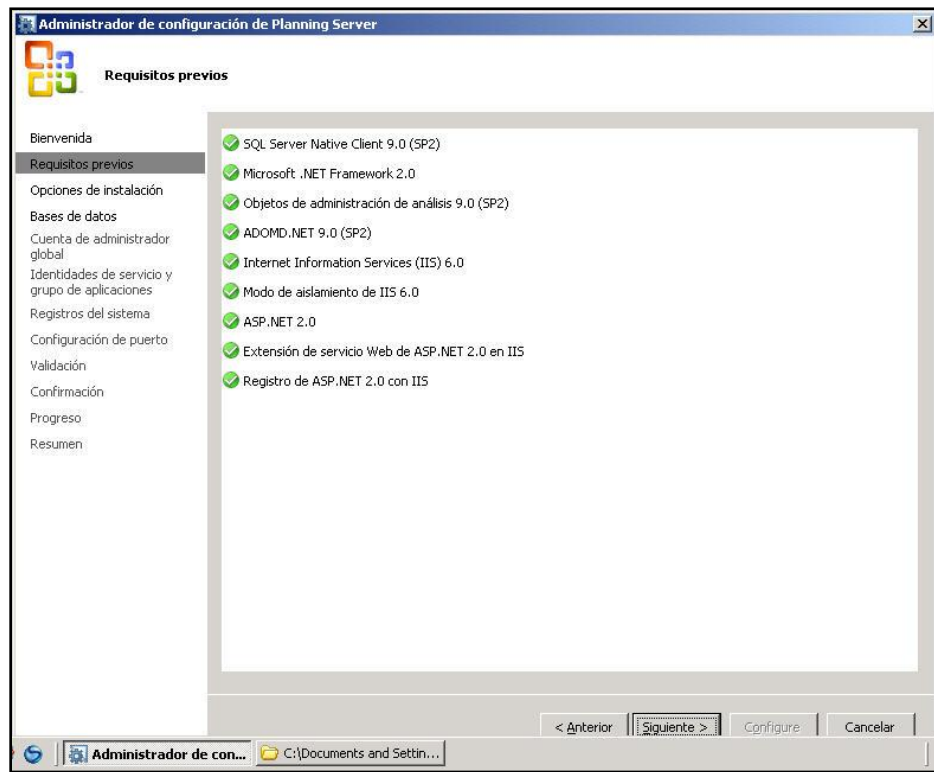 Administrador de configuración de Planning Server
Requisitos previos
Bienvenida
Requisitos previos
Opciones de instalación
Bases de datos
Cuenta de administrador
global
Identidades de servicio y
grupo de aplicaciones
Registros del sistema
Configuración de puerto
Validación
Confirmación
Progreso
Resumen
SQL Server Native Client 9.0 (SP2)
Microsoft .NET Framework 2.0
Objetos de administración de análisis 9.0 (SP2)
ADOMD.NET 9.0 (SP2)
Internet Information Services (IIS) 6.0
Modo de aislamiento de IIS 6.0
ASP.NET 2.0
Extensión de servicio Web de ASP.NET 2.0 en IIS
Registro de ASP.NET 2.0 con IIS
< Anterior
Siguiente >
Configure
Cancelar
Administrador de con...
C:\Documents and Settin...